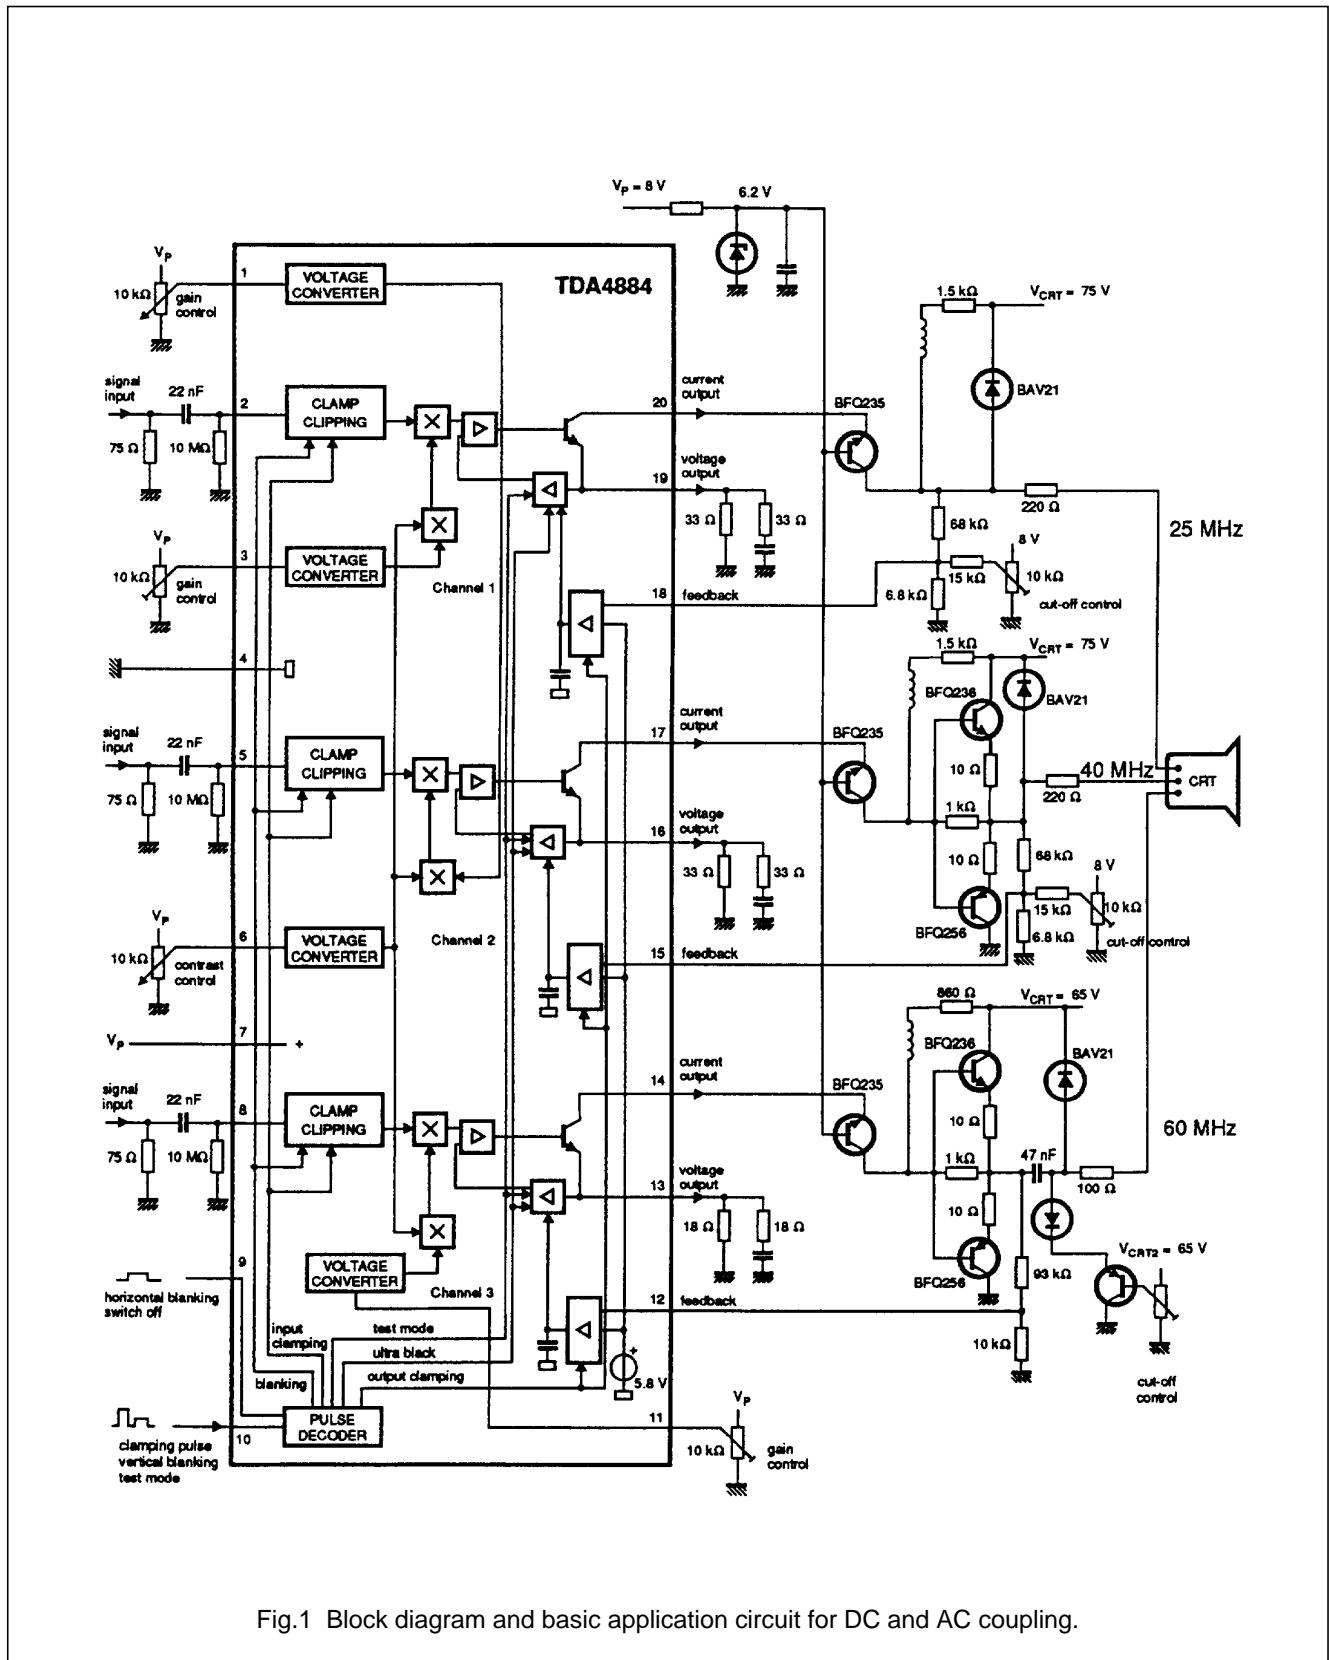 V_P = 8 V
6.2 V
TDA4884
V_P
1
VOLTAGE
CONVERTER
10 kΩ
gain
control
1.5 kΩ
V_CRT = 75 V
BAV21
signal
input
22 nF
2
CLAMP
CLIPPING
75 Ω
10 MΩ
current
output
20
BFQ235
voltage
output
19
33 Ω
33 Ω
220 Ω
68 kΩ
25 MHz
V_P
3
VOLTAGE
CONVERTER
10 kΩ
gain
control
Channel 1
18
feedback
8 V
15 kΩ
10 kΩ
6.8 kΩ
cut-off control
4
1.5 kΩ
V_CRT = 75 V
BFQ236
BAV21
signal
input
22 nF
5
CLAMP
CLIPPING
75 Ω
10 MΩ
current
output
17
BFQ235
10 Ω
40 MHz
220 Ω
CRT
voltage
output
16
33 Ω
33 Ω
1 kΩ
10 Ω
68 kΩ
8 V
15 kΩ
10 kΩ
BFQ256
6.8 kΩ
cut-off control
V_P
6
VOLTAGE
CONVERTER
10 kΩ
contrast
control
Channel 2
15
feedback
V_P
7
+
860 Ω
V_CRT = 65 V
BFQ236
BAV21
signal
input
22 nF
8
CLAMP
CLIPPING
75 Ω
10 MΩ
current
output
14
BFQ235
10 Ω
60 MHz
1 kΩ
47 nF
100 Ω
voltage
output
13
18 Ω
18 Ω
10 Ω
BFQ256
V_CRT2 = 65 V
93 kΩ
9
horizontal blanking
switch off
VOLTAGE
CONVERTER
Channel 3
12
feedback
10 kΩ
cut-off
control
input
clamping
test mode
ultra black
output clamping
blanking
+
5.8 V
10
PULSE
DECODER
clamping pulse
vertical blanking
test mode
11
V_P
10 kΩ
gain
control
Fig.1 Block diagram and basic application circuit for DC and AC coupling.